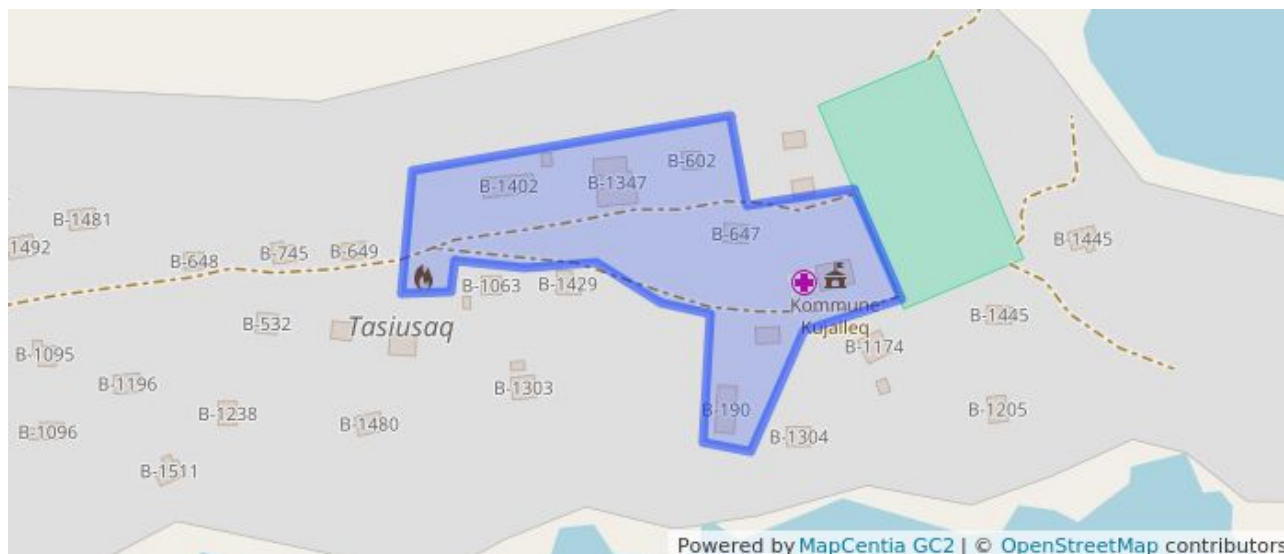 B-602
B-1347
B-1402
B-1481
B-647
B-1445
1492
B-745
B-649
B-648
B-1063
B-1429
Kommune
Kujalleq
B-1445
B-532
Tasiusaq
B-1174
B-1095
B-1196
B-1303
B-190
B-1205
B-1238
B-1480
B-1096
B-1304
B-1511
Powered by MapCentia GC2 | © OpenStreetMap contributors